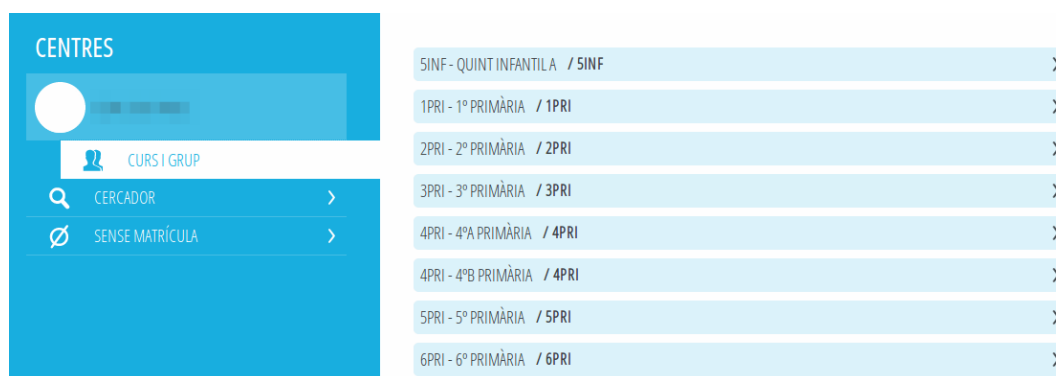 CENTRES
CURS I GRUP
CERCADOR
SENSE MATRÍCULA
5INF - QUINT INFANTIL A / 5INF
1PRI - 1º PRIMÀRIA / 1PRI
2PRI - 2º PRIMÀRIA / 2PRI
3PRI - 3º PRIMÀRIA / 3PRI
4PRI - 4ºA PRIMÀRIA / 4PRI
4PRI - 4ºB PRIMÀRIA / 4PRI
5PRI - 5º PRIMÀRIA / 5PRI
6PRI - 6º PRIMÀRIA / 6PRI